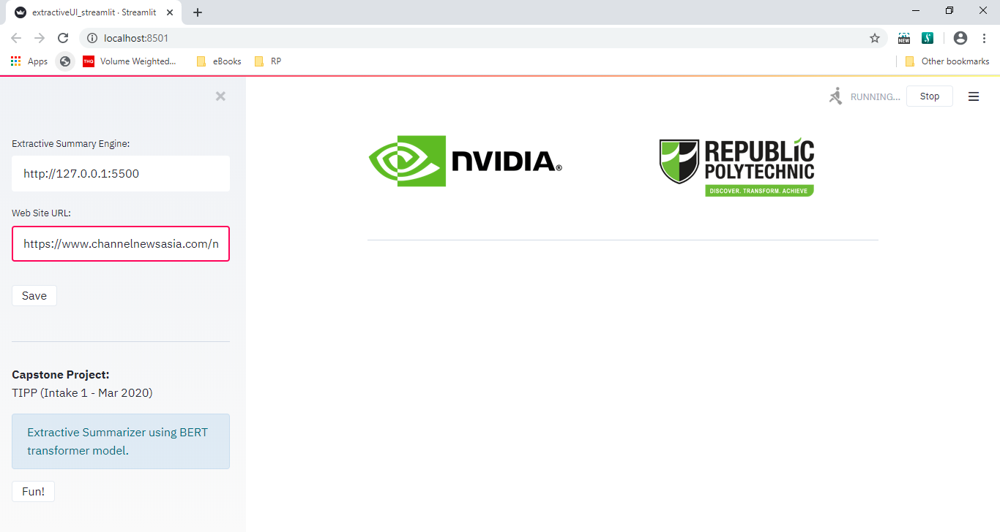 extractiveUI_streamlit · Streamlit
localhost:8501
NEW
Apps
THQ Volume Weighted...
eBooks
RP
Other bookmarks
RUNNING...
Stop
Extractive Summary Engine:
http://127.0.0.1:5500
Web Site URL:
https://www.channelnewsasia.com/n
Save
Capstone Project:
TIPP (Intake 1 - Mar 2020)
Extractive Summarizer using BERT
transformer model.
Fun!
NVIDIA®
REPUBLIC
POLYTECHNIC
DISCOVER. TRANSFORM. ACHIEVE